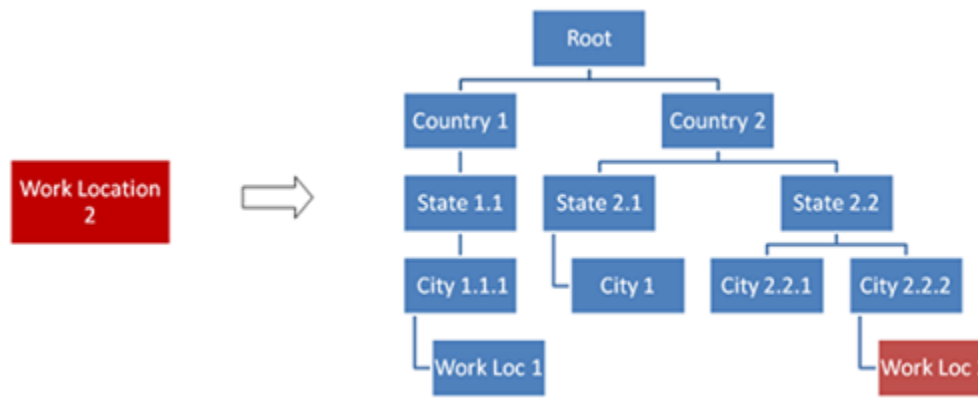 Root
Country 1
Country 2
Work Location
2
State 1.1
State 2.1
State 2.2
City 1.1.1
City 1
City 2.2.1
City 2.2.2
Work Loc 1
Work Loc